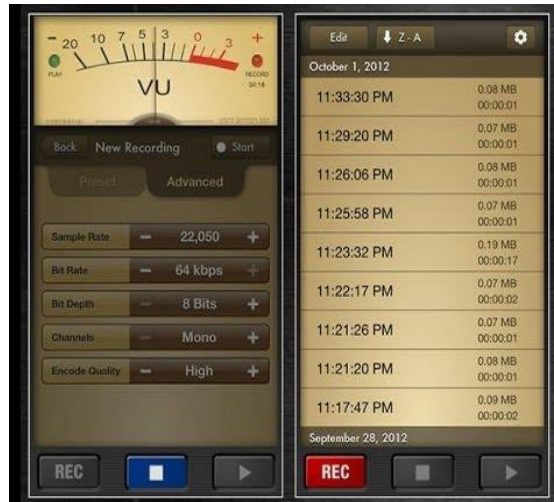 - 20 10 7 5 3 0 3 +
PLAY RECORD
VU
Back New Recording Start
Preset Advanced
Sample Rate − 22,050 +
Bit Rate − 64 kbps +
Bit Depth − 8 Bits +
Channels − Mono +
Encode Quality − High +
REC
Edit Z - A
October 1, 2012
11:33:30 PM 0.08 MB
00:00:01
11:29:20 PM 0.07 MB
00:00:01
11:26:06 PM 0.08 MB
00:00:01
11:25:58 PM 0.07 MB
00:00:01
11:23:32 PM 0.19 MB
00:00:17
11:22:17 PM 0.07 MB
00:00:02
11:21:26 PM 0.07 MB
00:00:01
11:21:20 PM 0.08 MB
00:00:01
11:17:47 PM 0.09 MB
00:00:02
September 28, 2012
REC